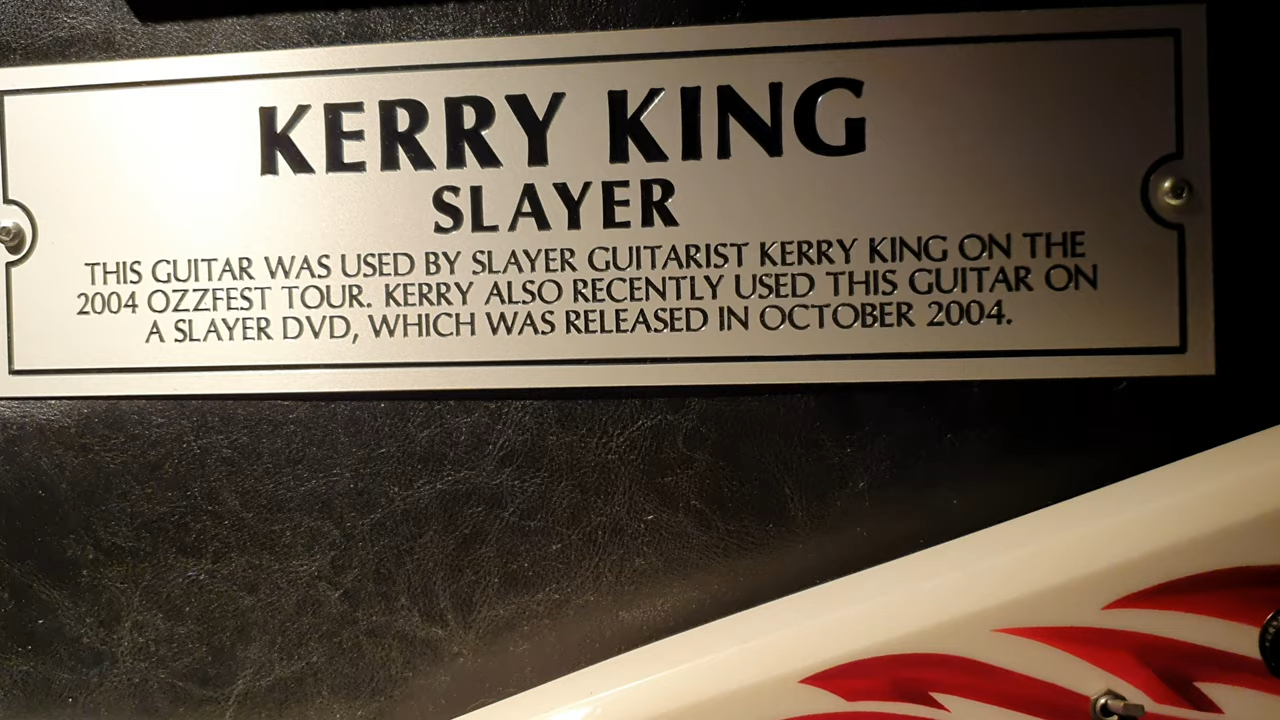 KERRY KING
SLAYER
THIS GUITAR WAS USED BY SLAYER GUITARIST KERRY KING ON THE
2004 OZZFEST TOUR. KERRY ALSO RECENTLY USED THIS GUITAR ON
A SLAYER DVD, WHICH WAS RELEASED IN OCTOBER 2004.